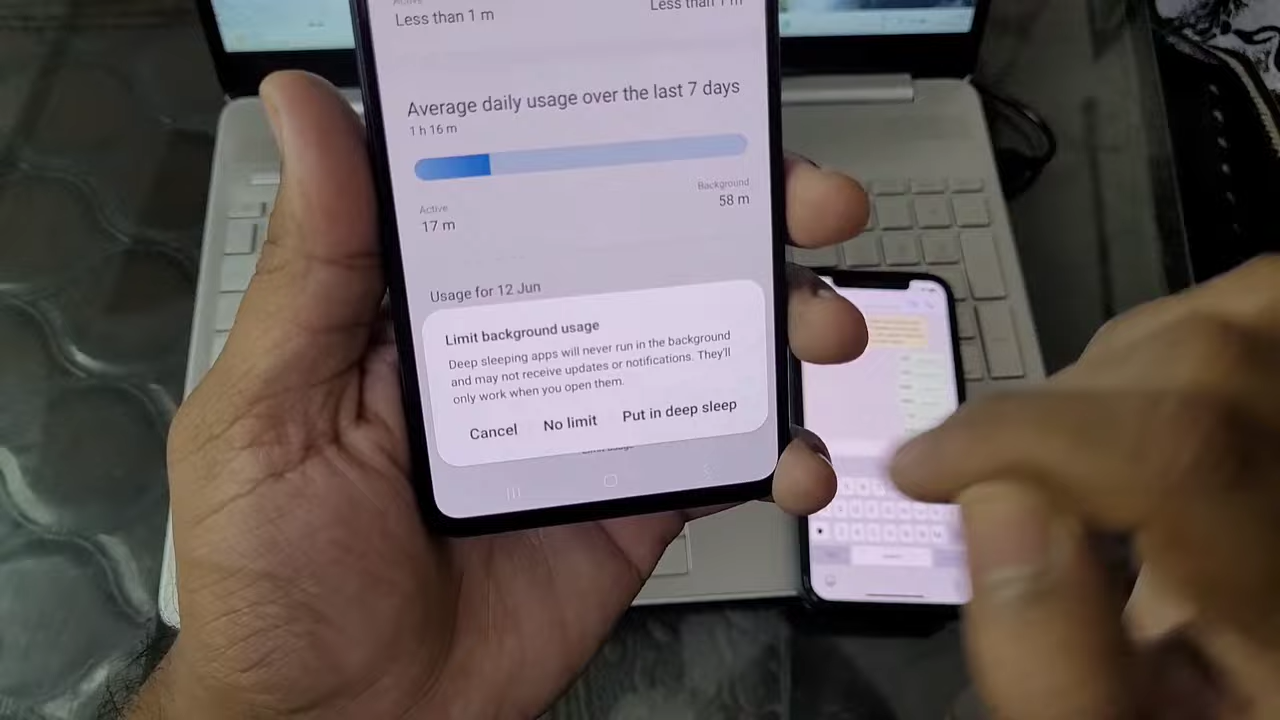 Active
Less than 1 m
Less than 1 m
Average daily usage over the last 7 days
1 h 16 m
Active
17 m
Background
58 m
Usage for 12 Jun
Limit background usage
Deep sleeping apps will never run in the background
and may not receive updates or notifications. They'll
only work when you open them.
Cancel
No limit
Put in deep sleep